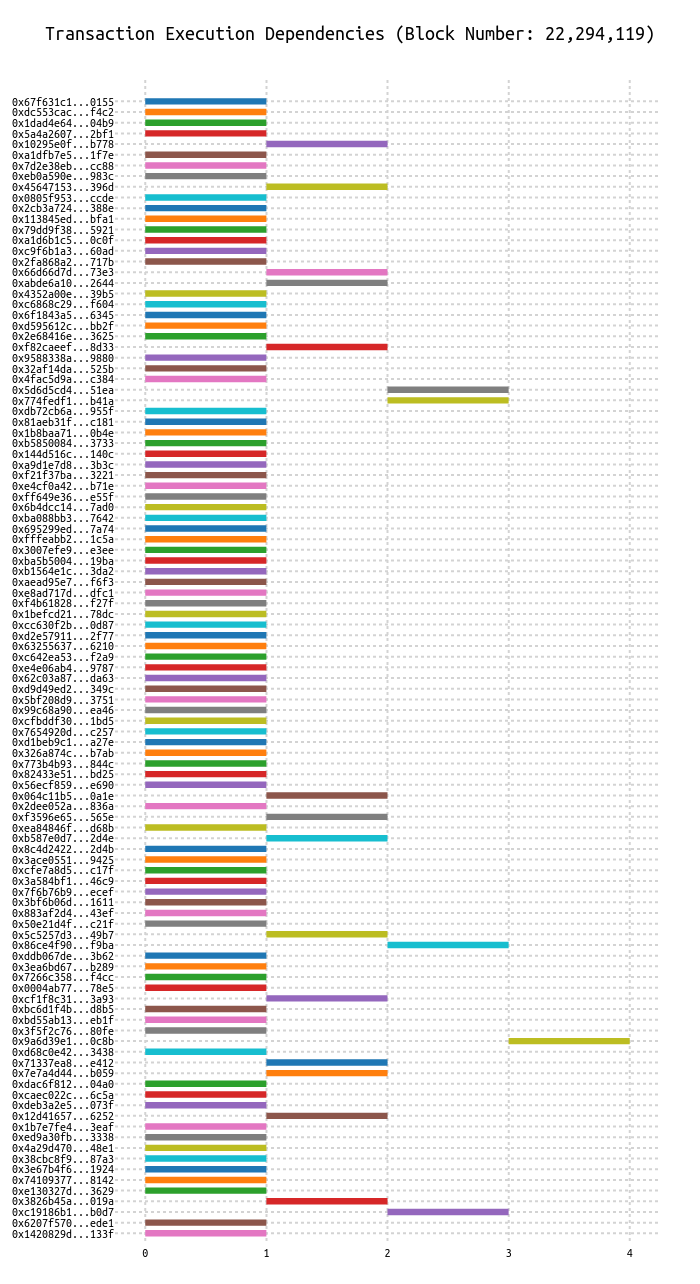 Transaction Execution Dependencies (Block Number: 22,294,119)
0x67f631c1...0155
0xdc553cac...f4c2
0x1dad4e64...04b9
0x5a4a2607...2bf1
0x10295e0f...b778
0xa1dfb7e5...1f7e
0x7d2e38eb...cc88
0xeb0a590e...983c
0x45647153...396d
0x0805f953...ccde
0x2cb3a724...388e
0x113845ed...bfa1
0x79dd9f38...5921
0xa1d6b1c5...0c0f
0xc9f6b1a3...60ad
0x2fa868a2...717b
0x66d66d7d...73e3
0xabde6a10...2644
0x4352a00e...39b5
0xc6868c29...f604
0x6f1843a5...6345
0xd595612c...bb2f
0x2e68416e...3625
0xf82caeef...8d33
0x9588338a...9880
0x32af14da...525b
0x4fac5d9a...c384
0x5d6d5cd4...51ea
0x774fedf1...b41a
0xdb72cb6a...955f
0x81aeb31f...c181
0x1b8baa71...0b4e
0xb5850084...3733
0x144d516c...140c
0xa9d1e7d8...3b3c
0xf21f37ba...3221
0xe4cf0a42...b71e
0xff649e36...e55f
0x6b4dcc14...7ad0
0xba088bb3...7642
0x695299ed...7a74
0xfffeabb2...1c5a
0x3007efe9...e3ee
0xba5b5004...19ba
0xb1564e1c...3da2
0xaead95e7...f6f3
0xe8ad717d...dfc1
0xf4b61828...f27f
0x1befcd21...78dc
0xcc630f2b...0d87
0xd2e57911...2f77
0x63255637...6210
0xc642ea53...f2a9
0xe4e06ab4...9787
0x62c03a87...da63
0xd9d49ed2...349c
0x5bf208d9...3751
0x99c68a90...ea46
0xcfbddf30...1bd5
0x7654920d...c257
0xd1beb9c1...a27e
0x326a874c...b7ab
0x773b4b93...844c
0x82433e51...bd25
0x56ecf859...e690
0x064c11b5...0a1e
0x2dee052a...836a
0xf3596e65...565e
0xea84846f...d68b
0xb587e0d7...2d4e
0x8c4d2422...2d4b
0x3ace0551...9425
0xcfe7a8d5...c17f
0x3a584bf1...46c9
0x7f6b76b9...ecef
0x3bf6b06d...1611
0x883af2d4...43ef
0x50e21d4f...c21f
0x5c5257d3...49b7
0x86ce4f90...f9ba
0xddb067de...3b62
0x3ea6bd67...b289
0x7266c358...f4cc
0x0004ab77...78e5
0xcf1f8c31...3a93
0xbc6d1f4b...d8b5
0xbd55ab13...eb1f
0x3f5f2c76...80fe
0x9a6d39e1...0c8b
0xd68c0e42...3438
0x71337ea8...e412
0x7e7a4d44...b059
0xdac6f812...04a0
0xcaec022c...6c5a
0xdeb3a2e5...073f
0x12d41657...6252
0x1b7e7fe4...3eaf
0xed9a30fb...3338
0x4a29d470...48e1
0x38cbc8f9...87a3
0x3e67b4f6...1924
0x74109377...8142
0xe130327d...3629
0x3826b45a...019a
0xc19186b1...b0d7
0x6207f570...ede1
0x1420829d...133f
0 1 2 3 4